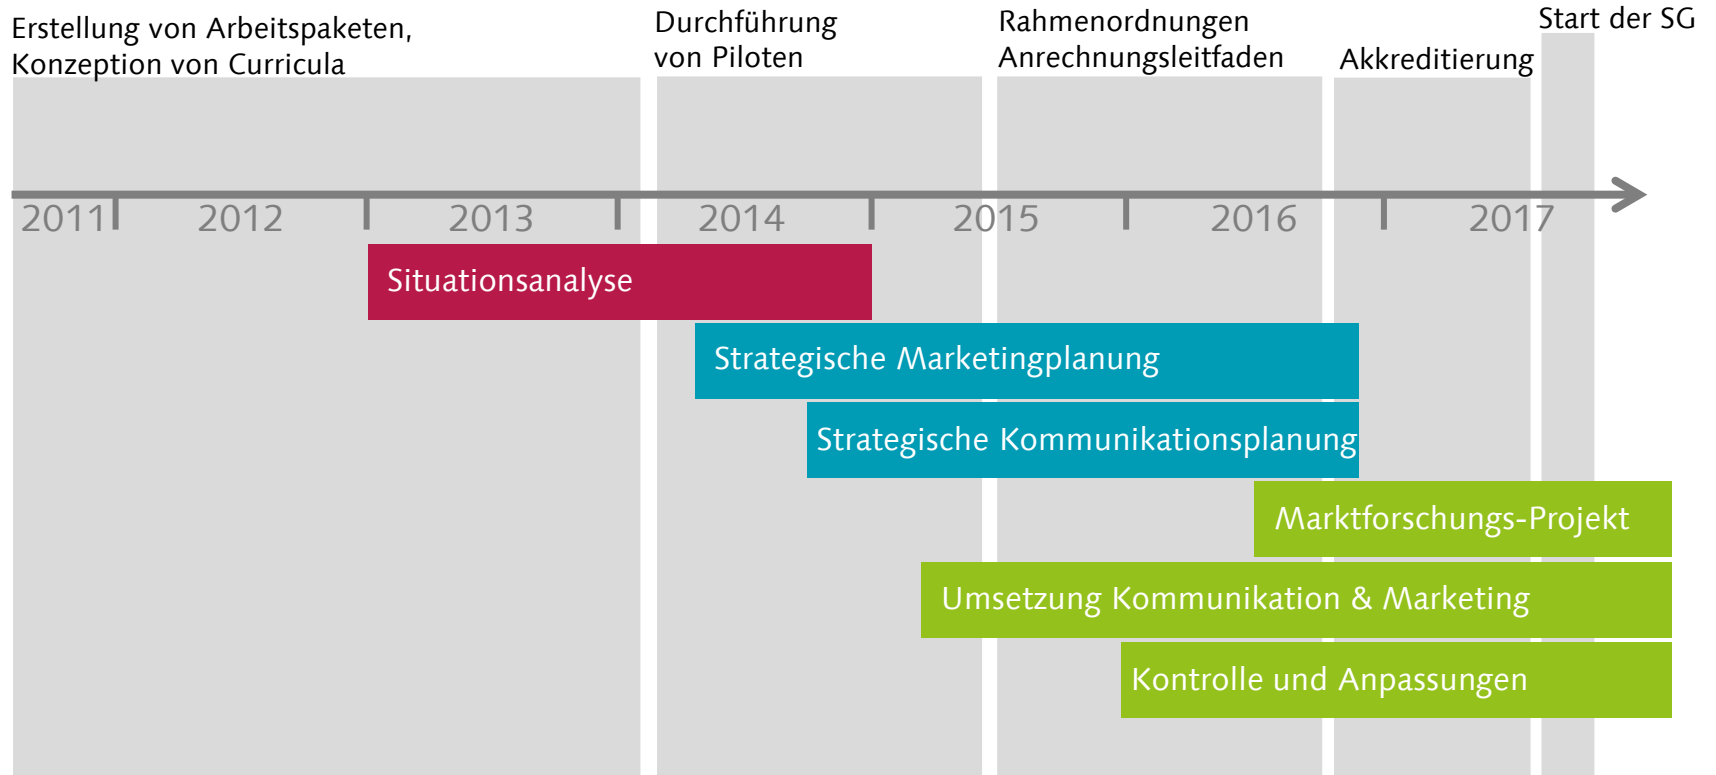 Erstellung von Arbeitspaketen,
Konzeption von Curricula
Durchführung
von Piloten
Rahmenordnungen
Anrechnungsleitfaden
Akkreditierung
Start der SG
2011 2012 2013 2014 2015 2016 2017
Situationsanalyse
Strategische Marketingplanung
Strategische Kommunikationsplanung
Marktforschungs-Projekt
Umsetzung Kommunikation & Marketing
Kontrolle und Anpassungen